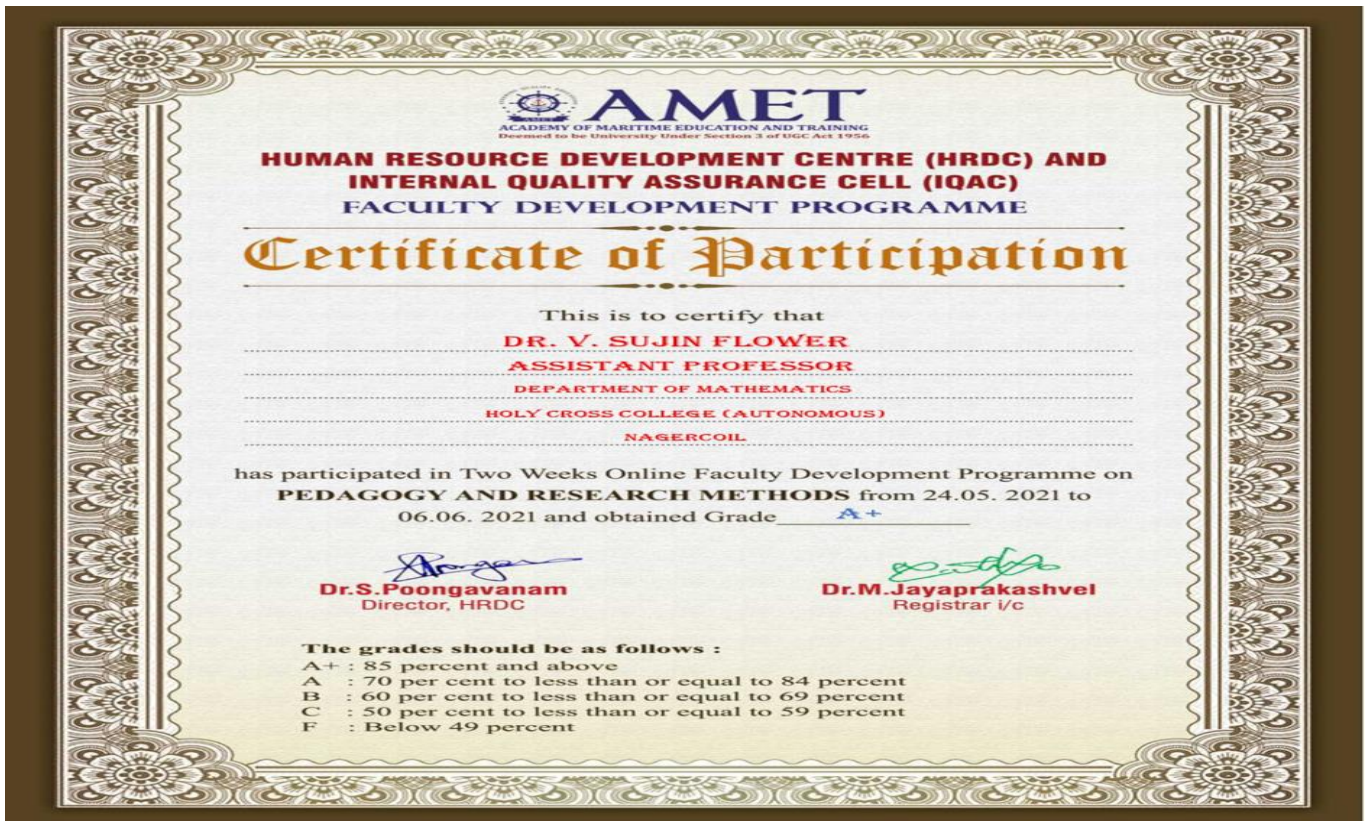 AMET
ACADEMY OF MARITIME EDUCATION AND TRAINING
Deemed to be University Under Section 3 of UGC Act 1956
HUMAN RESOURCE DEVELOPMENT CENTRE (HRDC) AND
INTERNAL QUALITY ASSURANCE CELL (IQAC)
FACULTY DEVELOPMENT PROGRAMME
Certificate of Participation
This is to certify that
DR. V. SUJIN FLOWER
ASSISTANT PROFESSOR
DEPARTMENT OF MATHEMATICS
HOLY CROSS COLLEGE (AUTONOMOUS)
NAGERCOIL
has participated in Two Weeks Online Faculty Development Programme on
PEDAGOGY AND RESEARCH METHODS from 24.05. 2021 to
06.06. 2021 and obtained Grade A+
Dr.S.Poongavanam Dr.M.Jayaprakashvel
Director, HRDC Registrar i/c
The grades should be as follows :
A+ : 85 percent and above
A : 70 per cent to less than or equal to 84 percent
B : 60 per cent to less than or equal to 69 percent
C : 50 per cent to less than or equal to 59 percent
F : Below 49 percent